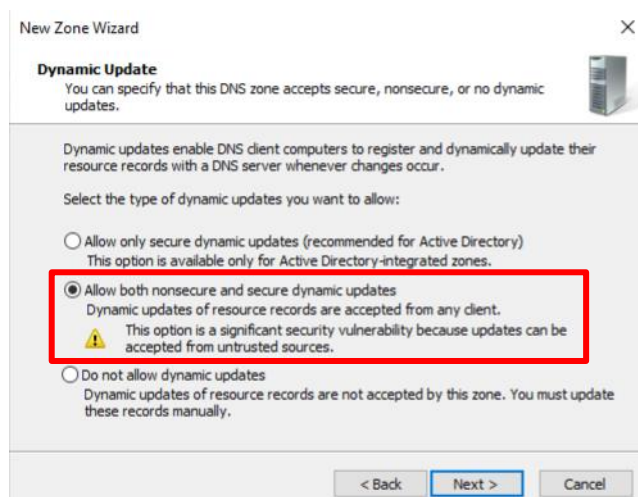 New Zone Wizard
Dynamic Update
You can specify that this DNS zone accepts secure, nonsecure, or no dynamic
updates.
Dynamic updates enable DNS client computers to register and dynamically update their
resource records with a DNS server whenever changes occur.
Select the type of dynamic updates you want to allow:
Allow only secure dynamic updates (recommended for Active Directory)
This option is available only for Active Directory-integrated zones.
Allow both nonsecure and secure dynamic updates
Dynamic updates of resource records are accepted from any client.
This option is a significant security vulnerability because updates can be
accepted from untrusted sources.
Do not allow dynamic updates
Dynamic updates of resource records are not accepted by this zone. You must update
these records manually.
< Back Next > Cancel